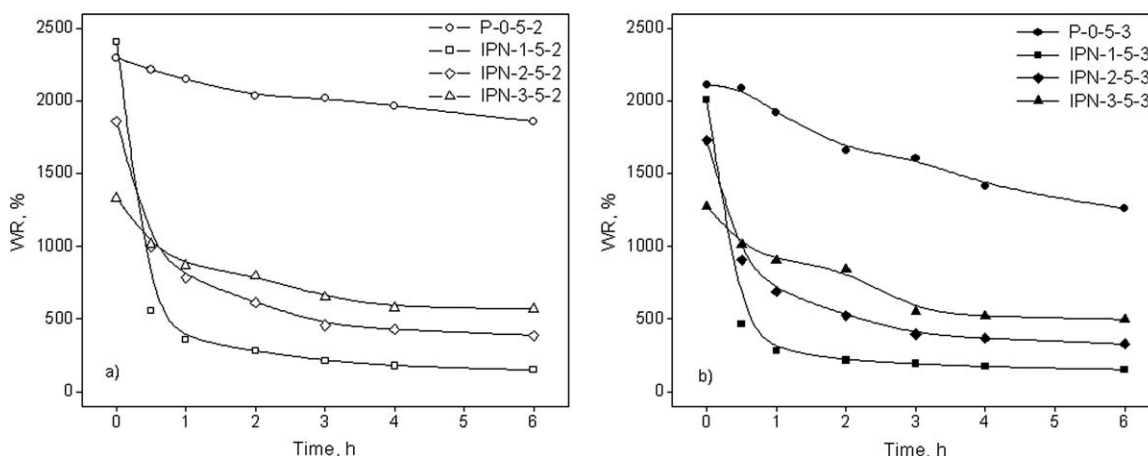 2500
2000
1500
1000
500
0
WR, %
P-0-5-2
IPN-1-5-2
IPN-2-5-2
IPN-3-5-2
a)
0 1 2 3 4 5 6
Time, h
2500
2000
1500
1000
500
0
WR, %
P-0-5-3
IPN-1-5-3
IPN-2-5-3
IPN-3-5-3
b)
0 1 2 3 4 5 6
Time, h